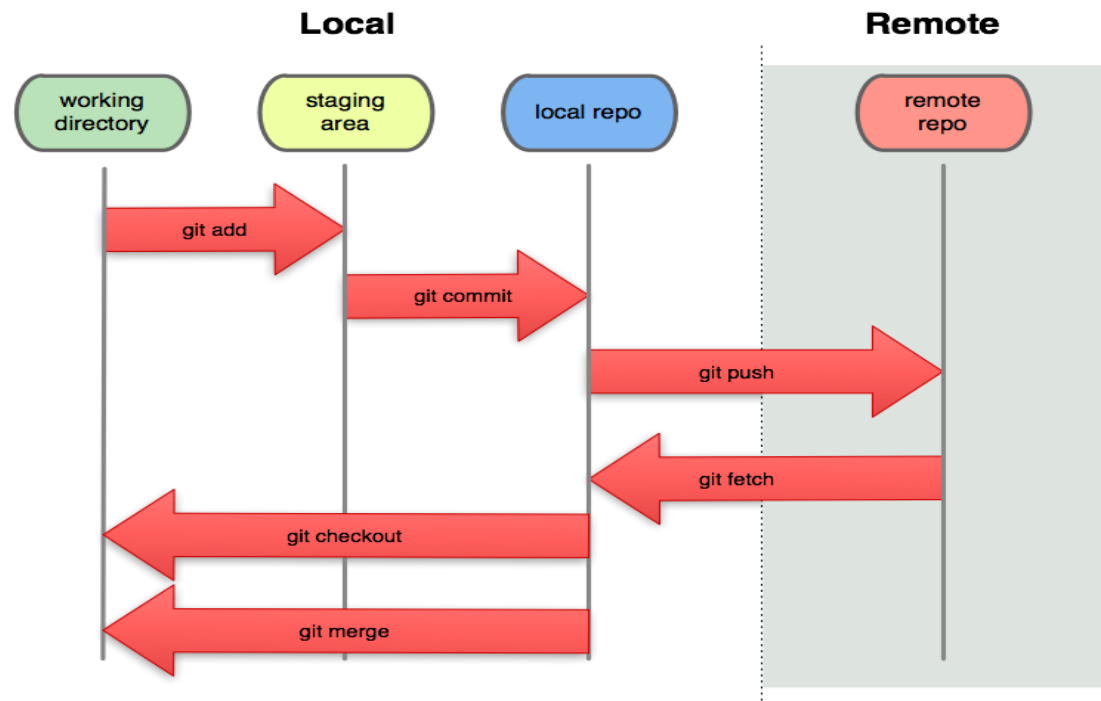 Local
Remote
working
directory
staging
area
local repo
remote
repo
git add
git commit
git push
git fetch
git checkout
git merge